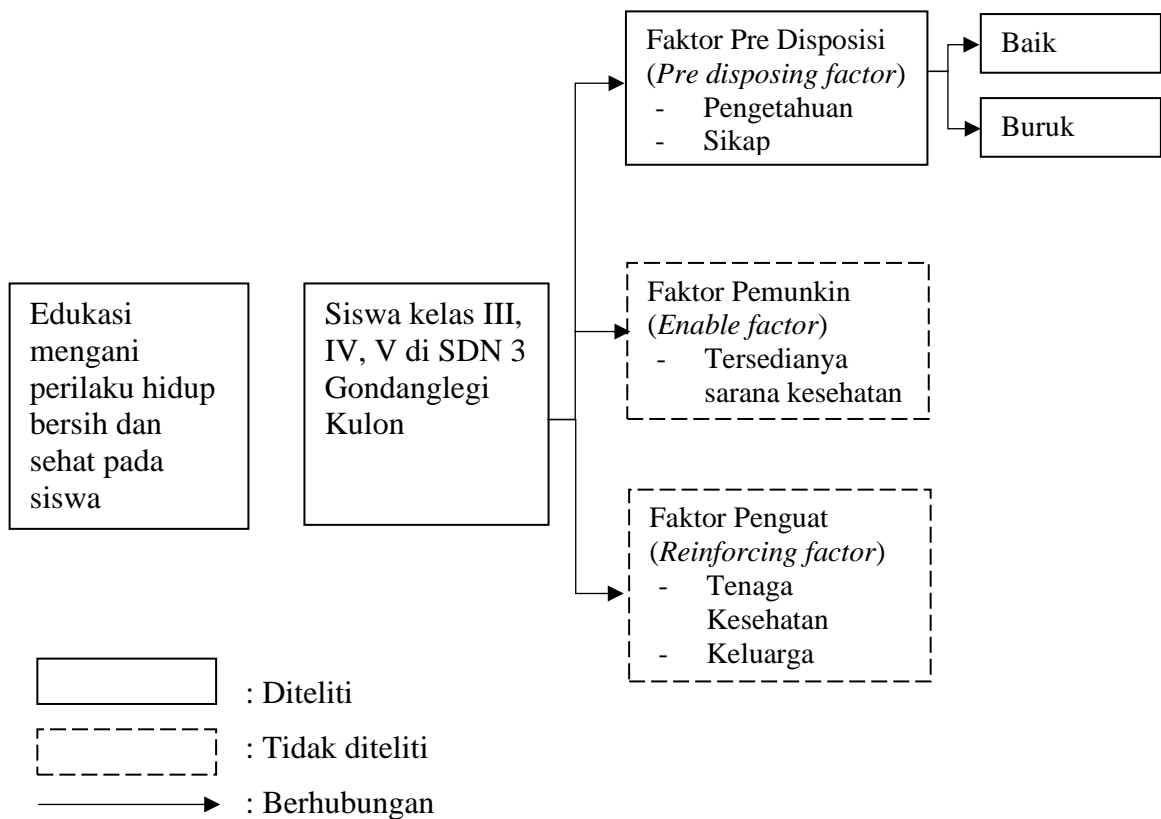 Faktor Pre Disposisi
(Pre disposing factor)
- Pengetahuan
- Sikap
Baik
Buruk
Edukasi
mengani
perilaku hidup
bersih dan
sehat pada
siswa
Siswa kelas III,
IV, V di SDN 3
Gondanglegi
Kulon
Faktor Pemunkin
(Enable factor)
- Tersedianya
sarana kesehatan
Faktor Penguat
(Reinforcing factor)
- Tenaga
Kesehatan
- Keluarga
: Diteliti
: Tidak diteliti
: Berhubungan